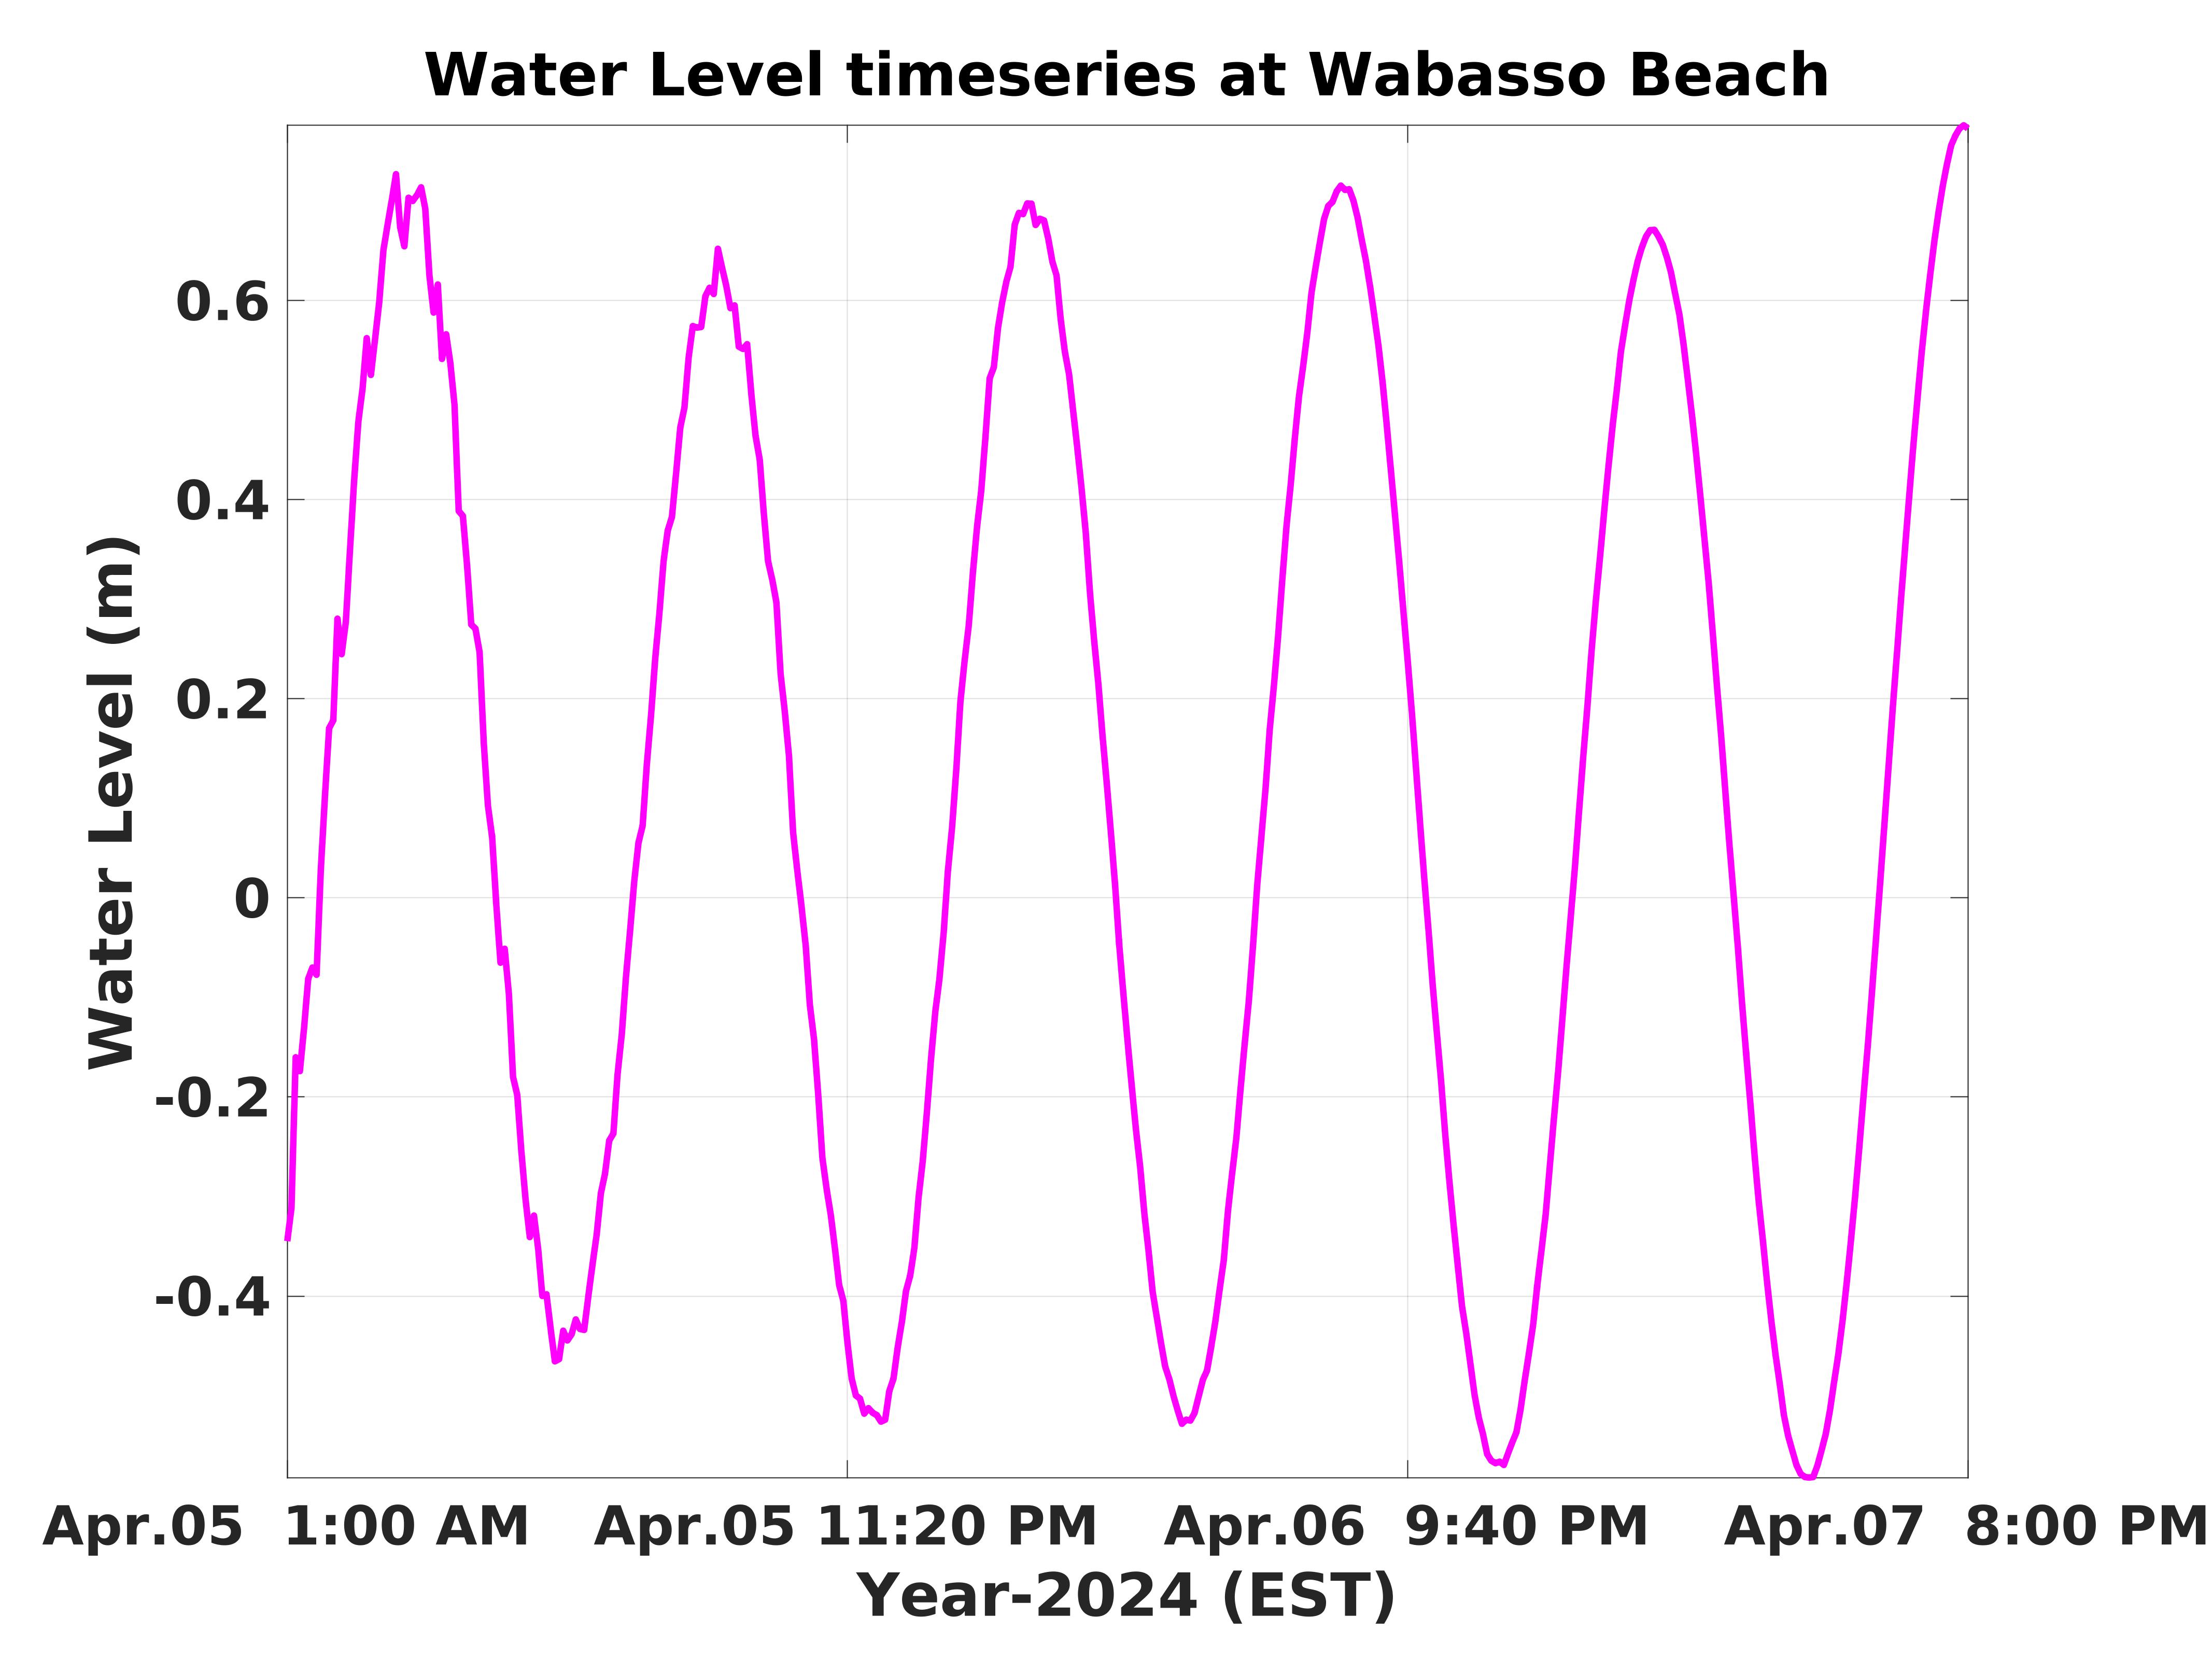 Water Level timeseries at Wabasso Beach
Water Level (m)
0.6
0.4
0.2
0
-0.2
-0.4
Apr.05 1:00 AM Apr.05 11:20 PM Apr.06 9:40 PM Apr.07 8:00 PM
Year-2024 (EST)